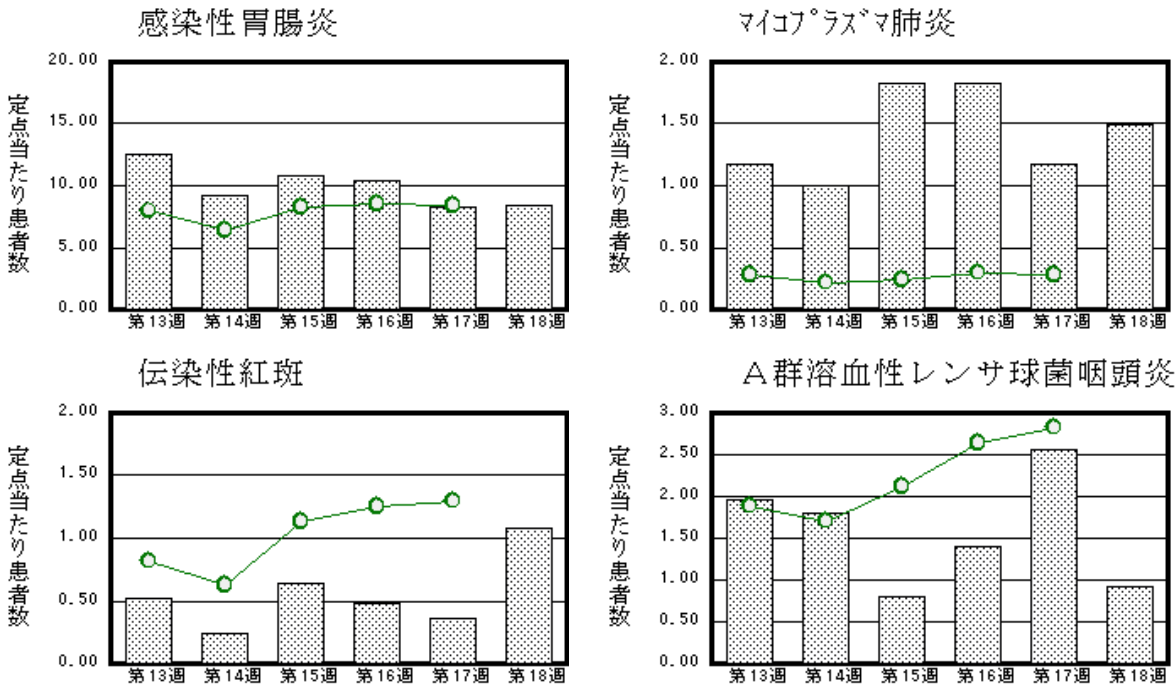 感染性胃腸炎
定点当たり患者数
20.00
15.00
10.00
5.00
0.00
第13週 第14週 第15週 第16週 第17週 第18週
ﾏｲｺﾌﾟﾗｽﾞﾏ肺炎
定点当たり患者数
2.00
1.50
1.00
0.50
0.00
第13週 第14週 第15週 第16週 第17週 第18週
伝染性紅斑
定点当たり患者数
2.00
1.50
1.00
0.50
0.00
第13週 第14週 第15週 第16週 第17週 第18週
A群溶血性レンサ球菌咽頭炎
定点当たり患者数
3.00
2.50
2.00
1.50
1.00
0.50
0.00
第13週 第14週 第15週 第16週 第17週 第18週